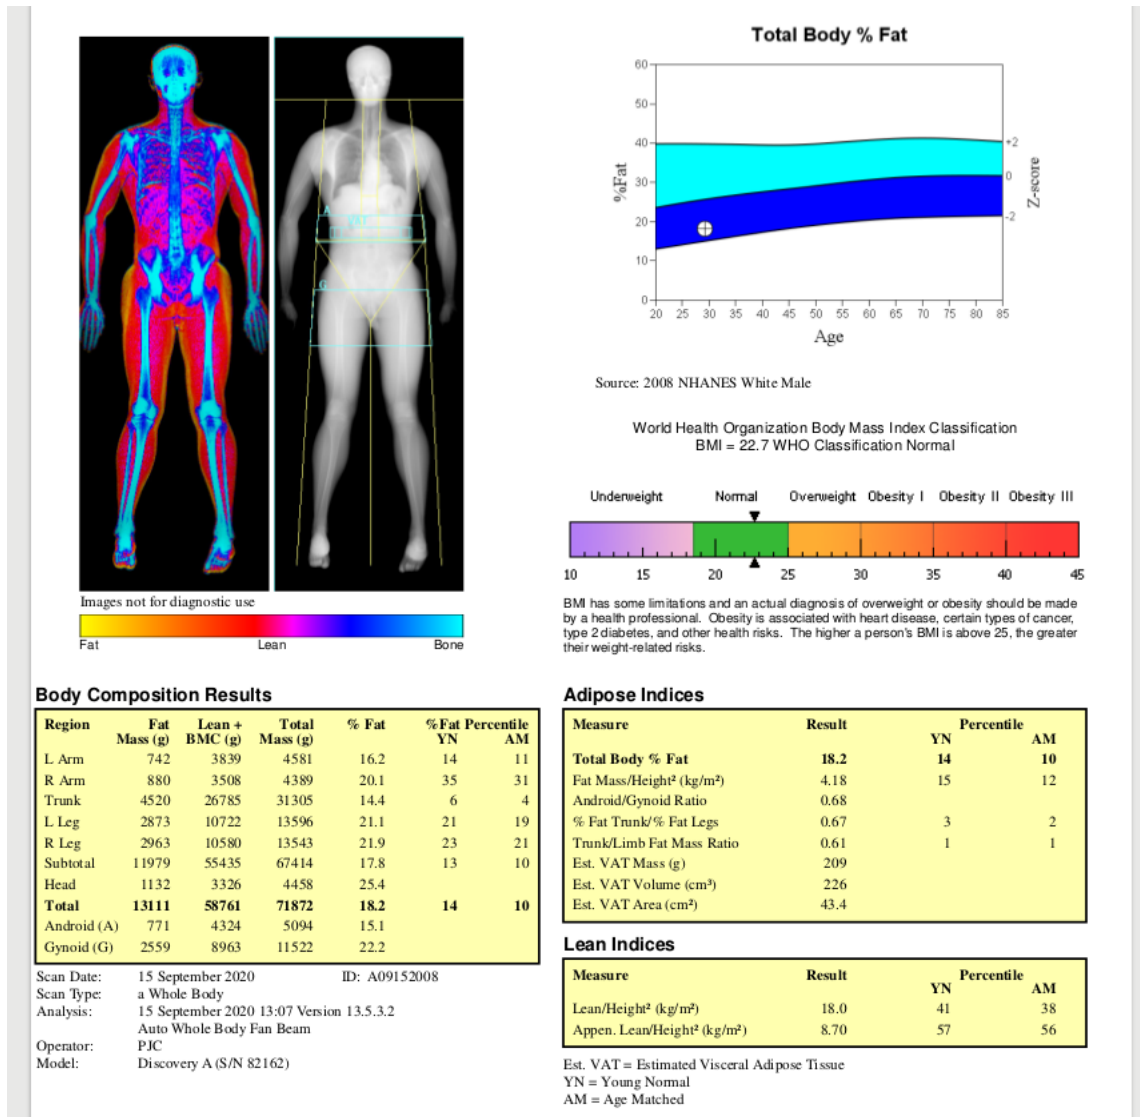 Total Body % Fat
60
50
40
30
20
10
0
%Fat
+2
0
-2
Z-score
20 25 30 35 40 45 50 55 60 65 70 75 80 85
Age
Source: 2008 NHANES White Male
World Health Organization Body Mass Index Classification
BMI = 22.7 WHO Classification Normal
Underweight Normal Overweight Obesity I Obesity II Obesity III
10 15 20 25 30 35 40 45
BMI has some limitations and an actual diagnosis of overweight or obesity should be made
by a health professional. Obesity is associated with heart disease, certain types of cancer,
type 2 diabetes, and other health risks. The higher a person's BMI is above 25, the greater
their weight-related risks.
A
G
Images not for diagnostic use
Fat Lean Bone
Body Composition Results
Region Fat Lean + Total % Fat %Fat Percentile
Mass (g) BMC (g) Mass (g) YN AM
L Arm 742 3839 4581 16.2 14 11
R Arm 880 3508 4389 20.1 35 31
Trunk 4520 26785 31305 14.4 6 4
L Leg 2873 10722 13596 21.1 21 19
R Leg 2963 10580 13543 21.9 23 21
Subtotal 11979 55435 67414 17.8 13 10
Head 1132 3326 4458 25.4
Total 13111 58761 71872 18.2 14 10
Android (A) 771 4324 5094 15.1
Gynoid (G) 2559 8963 11522 22.2
Scan Date: 15 September 2020 ID: A09152008
Scan Type: a Whole Body
Analysis: 15 September 2020 13:07 Version 13.5.3.2
Auto Whole Body Fan Beam
Operator: PJC
Model: Discovery A (S/N 82162)
Adipose Indices
Measure Result Percentile
YN AM
Total Body % Fat 18.2 14 10
Fat Mass/Height² (kg/m²) 4.18 15 12
Android/Gynoid Ratio 0.68
% Fat Trunk/% Fat Legs 0.67 3 2
Trunk/Limb Fat Mass Ratio 0.61 1 1
Est. VAT Mass (g) 209
Est. VAT Volume (cm³) 226
Est. VAT Area (cm²) 43.4
Lean Indices
Measure Result Percentile
YN AM
Lean/Height² (kg/m²) 18.0 41 38
Appen. Lean/Height² (kg/m²) 8.70 57 56
Est. VAT = Estimated Visceral Adipose Tissue
YN = Young Normal
AM = Age Matched